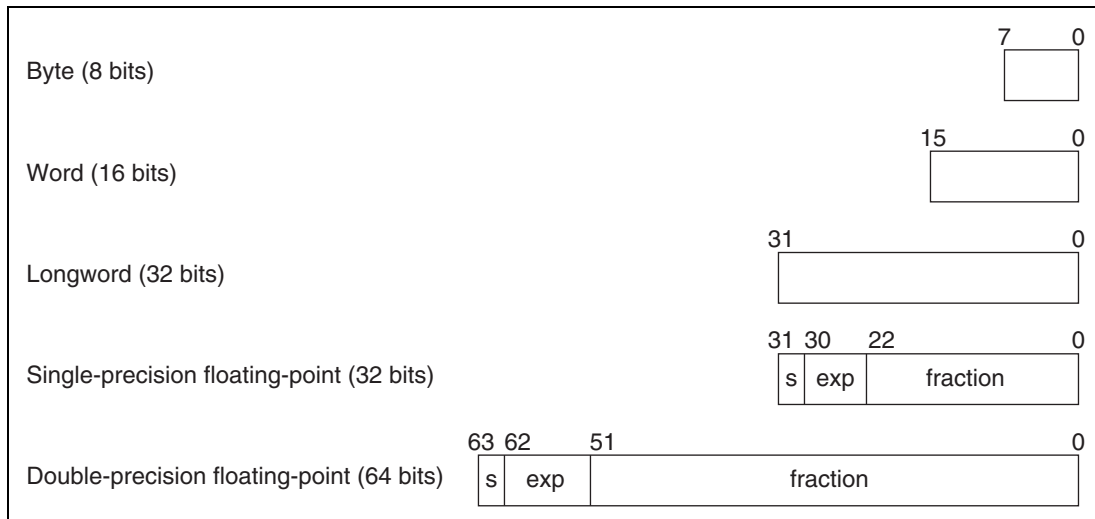 7 0
Byte (8 bits)
15 0
Word (16 bits)
31 0
Longword (32 bits)
31 30 22 0
Single-precision floating-point (32 bits) s exp fraction
63 62 51 0
Double-precision floating-point (64 bits) s exp fraction